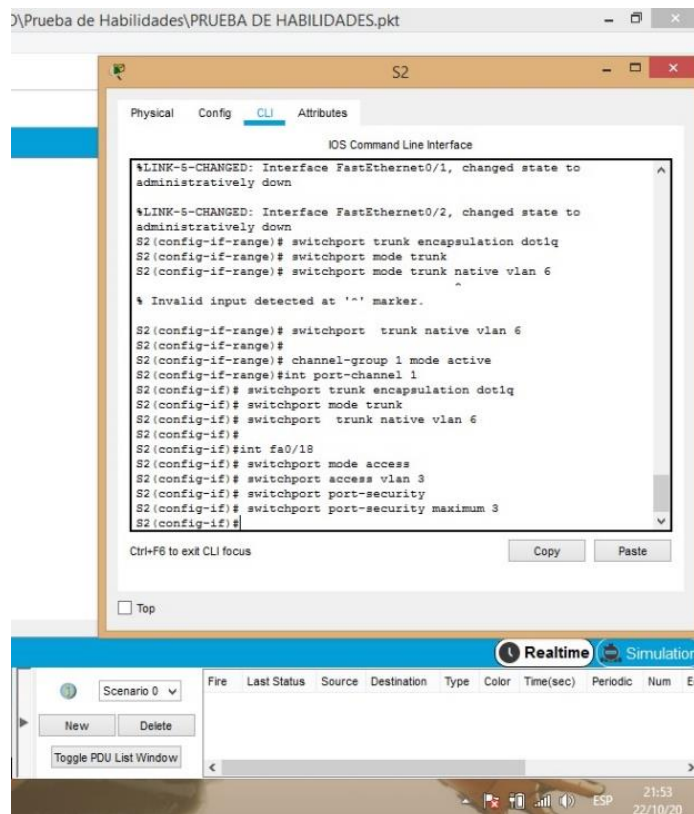 D\Prueba de Habilidades\PRUEBA DE HABILIDADES.pkt
S2
Physical Config CLI Attributes
IOS Command Line Interface
%LINK-5-CHANGED: Interface FastEthernet0/1, changed state to
administratively down
%LINK-5-CHANGED: Interface FastEthernet0/2, changed state to
administratively down
S2(config-if-range)# switchport trunk encapsulation dot1q
S2(config-if-range)# switchport mode trunk
S2(config-if-range)# switchport mode trunk native vlan 6
^
% Invalid input detected at '^' marker.
S2(config-if-range)# switchport  trunk native vlan 6
S2(config-if-range)#
S2(config-if-range)# channel-group 1 mode active
S2(config-if-range)#int port-channel 1
S2(config-if)# switchport trunk encapsulation dot1q
S2(config-if)# switchport mode trunk
S2(config-if)# switchport  trunk native vlan 6
S2(config-if)#
S2(config-if)#int fa0/18
S2(config-if)# switchport mode access
S2(config-if)# switchport access vlan 3
S2(config-if)# switchport port-security
S2(config-if)# switchport port-security maximum 3
S2(config-if)#
Ctrl+F6 to exit CLI focus
Copy Paste
Top
Realtime Simulation
Scenario 0
New Delete
Toggle PDU List Window
Fire Last Status Source Destination Type Color Time(sec) Periodic Num E
ESP
21:53
22/10/20